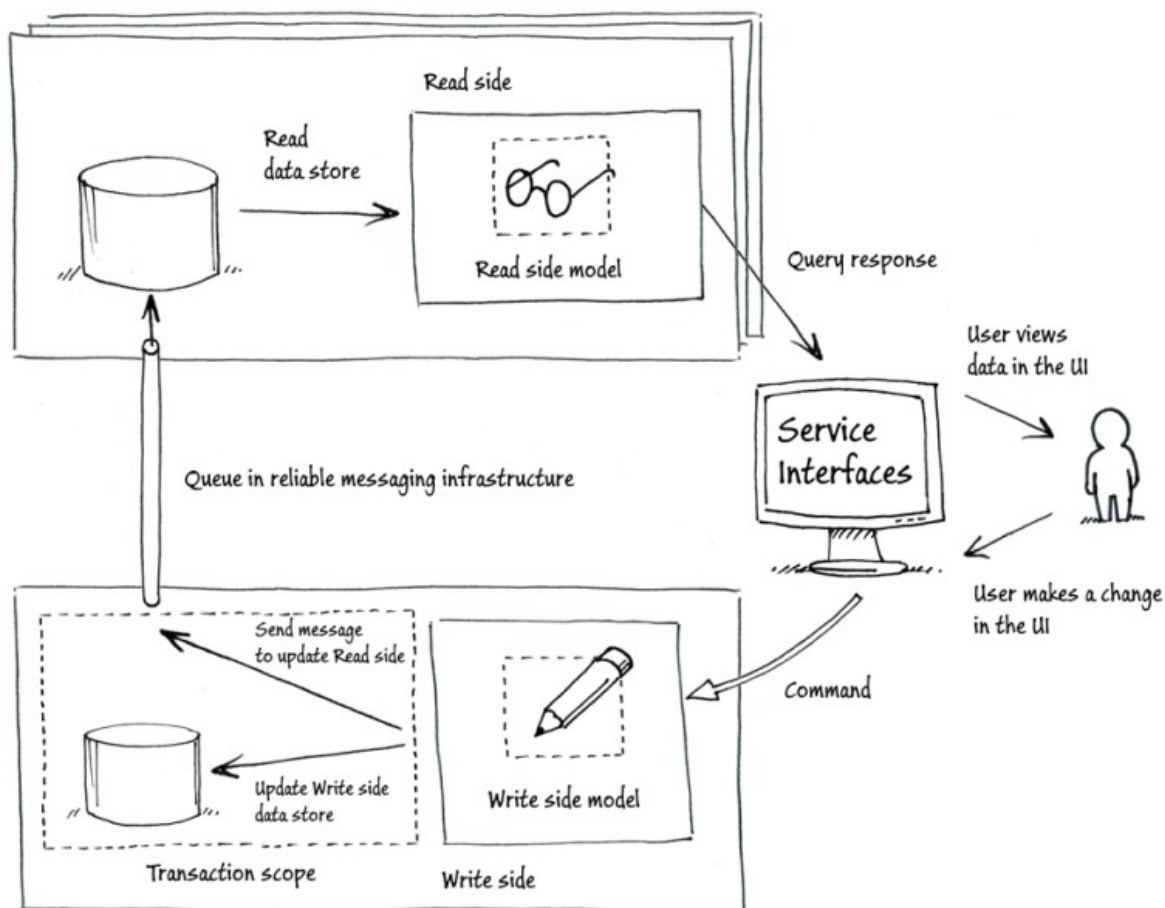 Read side
Read
data store
Read side model
Query response
User views
data in the UI
Service
Interfaces
Queue in reliable messaging infrastructure
User makes a change
in the UI
Send message
to update Read side
Command
Update Write side
data store
Write side model
Transaction scope
Write side